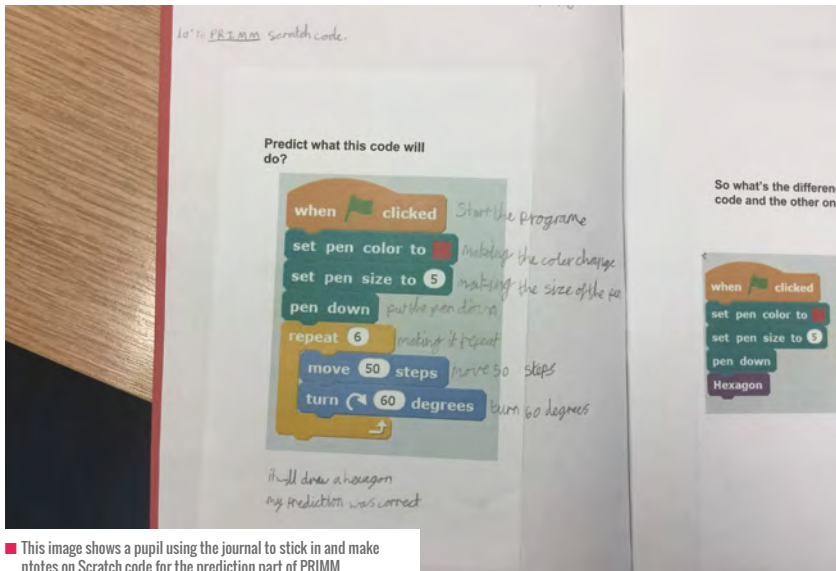 PRIMM Scratch code.
Predict what this code will
do?
when clicked Start the programe
set pen color to making the color change
set pen size to 5 making the size of the pen
pen down put the pen down
repeat 6 making it repeat
move 50 steps move 50 steps
turn 60 degrees turn 60 degrees
it will draw a hexagon
my prediction was correct
So what's the differen
code and the other on
when clicked
set pen color to
set pen size to 5
pen down
Hexagon
This image shows a pupil using the journal to stick in and make
ntotes on Scratch code for the prediction part of PRIMM